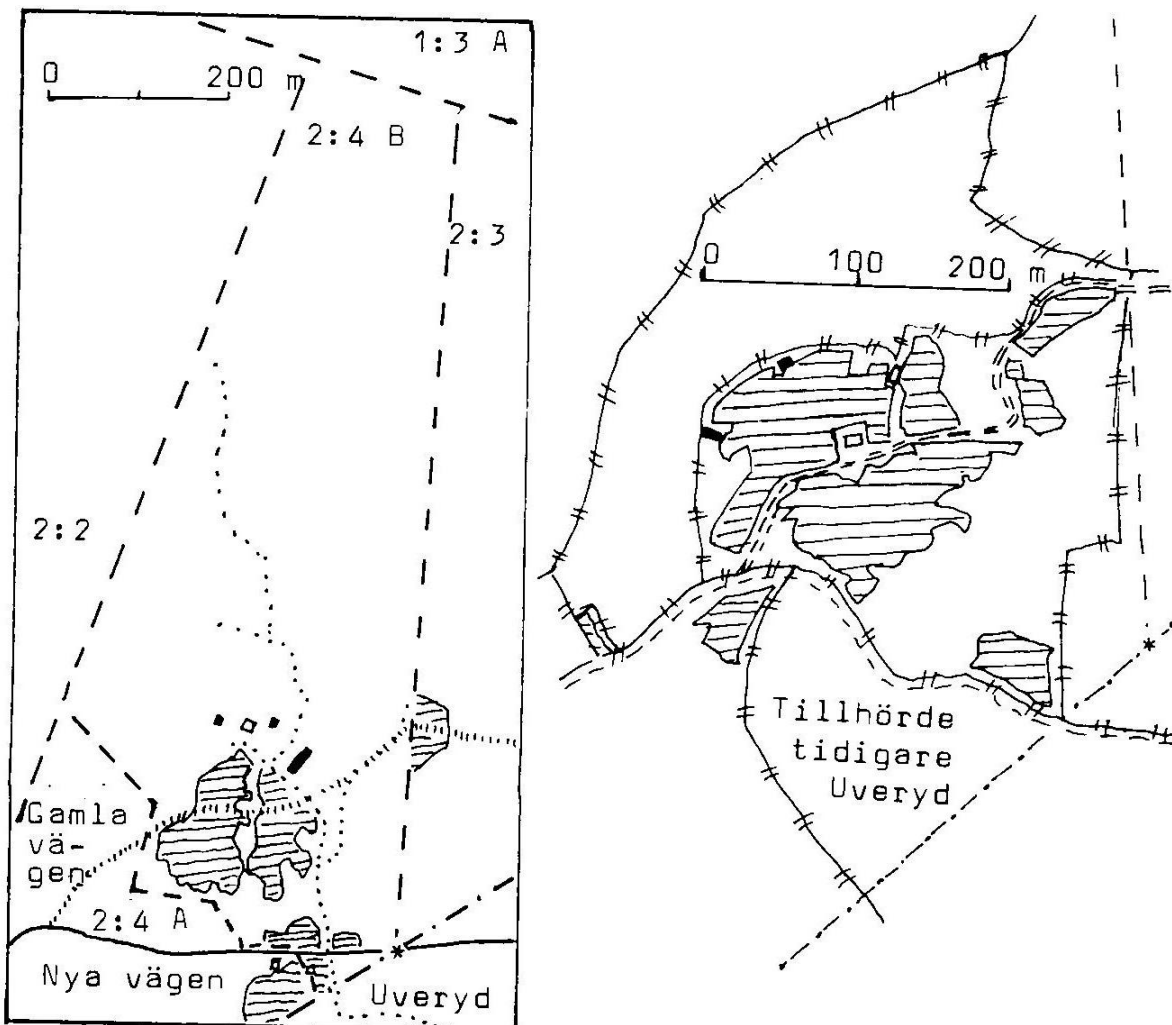 1:3 A
0 200 m
2:4 B
2:3
2:2
Gamla
vä-
gen
2:4 A
Nya vägen
Uveryd
0 100 200 m
Tillhörde
tidigare
Uveryd